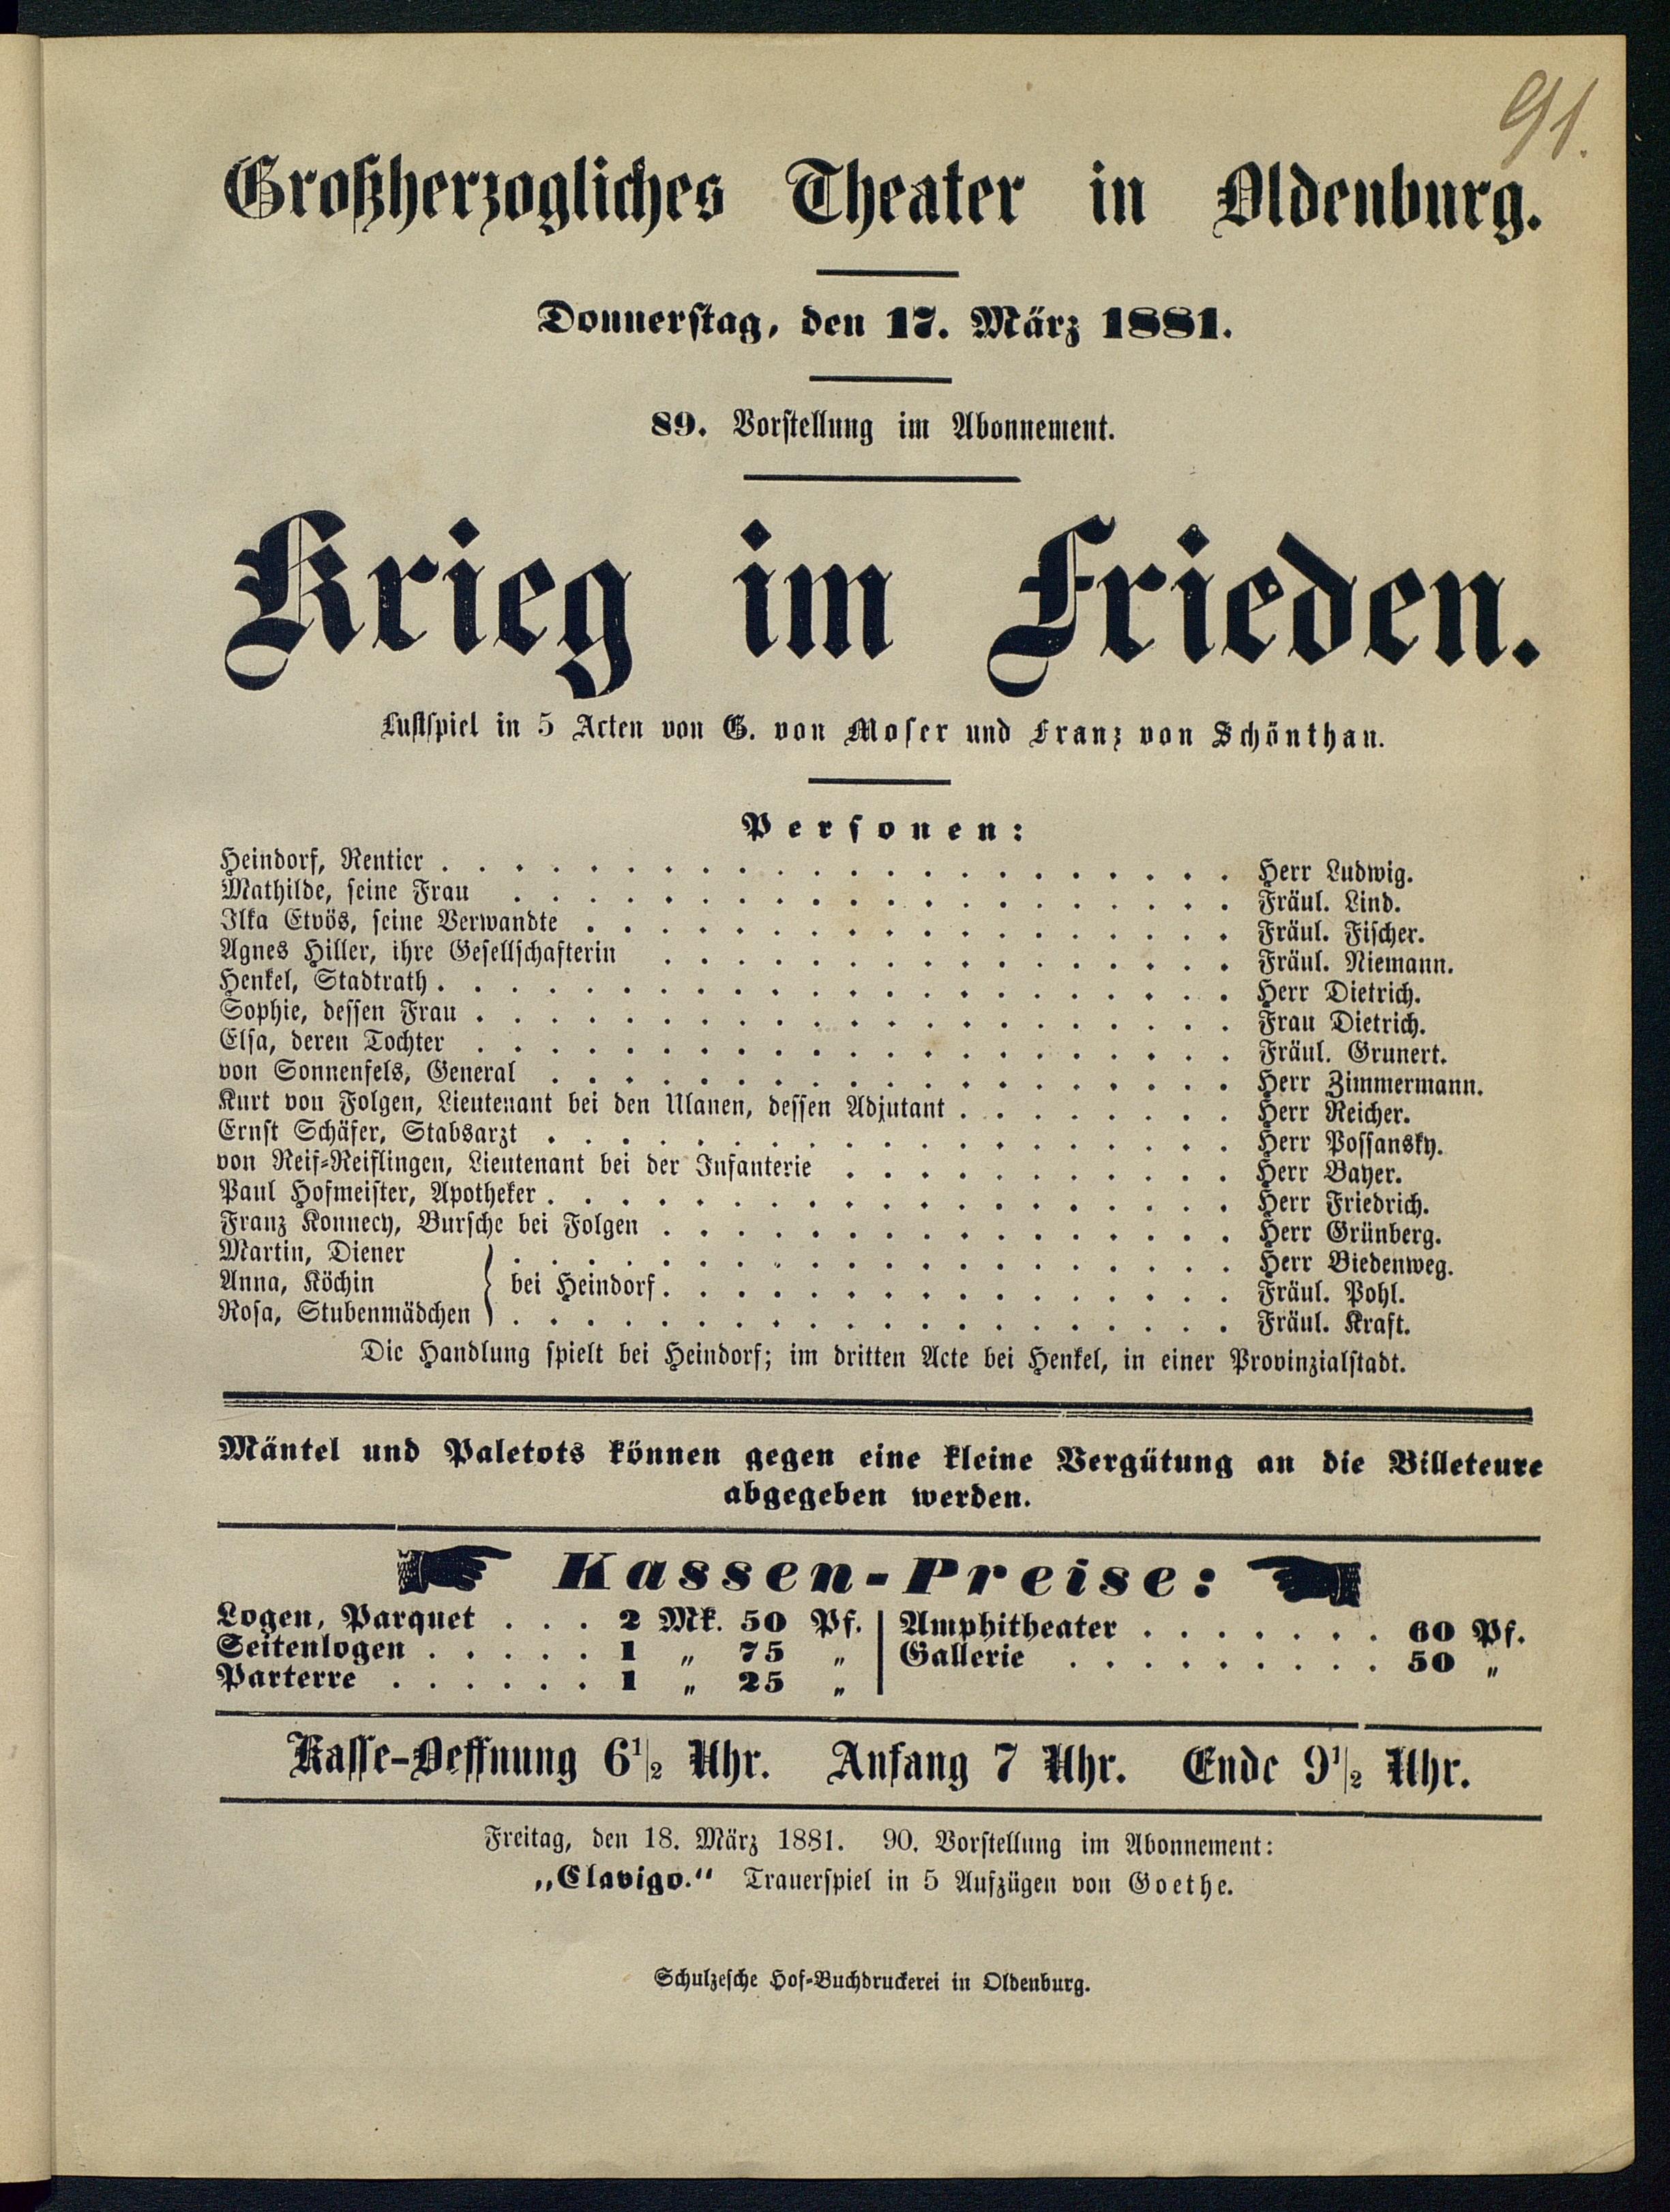 91.
Großherzogliches Theater in Oldenburg.
Donnerstag, den 17. März 1881.
89. Vorstellung im Abonnement.
Krieg im Frieden.
Lustspiel in 5 Acten von G. von Moser und Franz von Schönthan.
Personen:
Heindorf, Rentier . . . . . . . . . . Herr Ludwig.
Mathilde, seine Frau . . . . . . . . . . Fräul. Lind.
Ilka Etvös, seine Verwandte . . . . . . . . . . Fräul. Fischer.
Agnes Hiller, ihre Gesellschafterin . . . . . . . . . . Fräul. Niemann.
Henkel, Stadtrath . . . . . . . . . . Herr Dietrich.
Sophie, dessen Frau . . . . . . . . . . Frau Dietrich.
Elsa, deren Tochter . . . . . . . . . . Fräul. Grunert.
von Sonnenfels, General . . . . . . . . . . Herr Zimmermann.
Kurt von Folgen, Lieutenant bei den Ulanen, dessen Adjutant . . . . . . . . Herr Reicher.
Ernst Schäfer, Stabsarzt . . . . . . . . . . Herr Possansky.
von Reif-Reiflingen, Lieutenant bei der Infanterie . . . . . . . . . . Herr Bayer.
Paul Hofmeister, Apotheker . . . . . . . . . . Herr Friedrich.
Franz Konnecy, Bursche bei Folgen . . . . . . . . . . Herr Grünberg.
Martin, Diener . . . . . . . . . . Herr Biedenweg.
Anna, Köchin } bei Heindorf . . . . . . . . . . Fräul. Pohl.
Rosa, Stubenmädchen . . . . . . . . . . Fräul. Kraft.
Die Handlung spielt bei Heindorf; im dritten Acte bei Henkel, in einer Provinzialstadt.
Mäntel und Paletots können gegen eine kleine Vergütung an die Billeteure
abgegeben werden.
Kassen-Preise:
Logen, Parquet . . . 2 Mk. 50 Pf. | Amphitheater . . . . . . . 60 Pf.
Seitenlogen . . . . . 1 „ 75 „ | Gallerie . . . . . . . . . 50 „
Parterre . . . . . . 1 „ 25 „
Kasse-Oeffnung 6 1/2 Uhr. Anfang 7 Uhr. Ende 9 1/2 Uhr.
Freitag, den 18. März 1881. 90. Vorstellung im Abonnement:
„Clavigo.“ Trauerspiel in 5 Aufzügen von Goethe.
Schulzesche Hof-Buchdruckerei in Oldenburg.